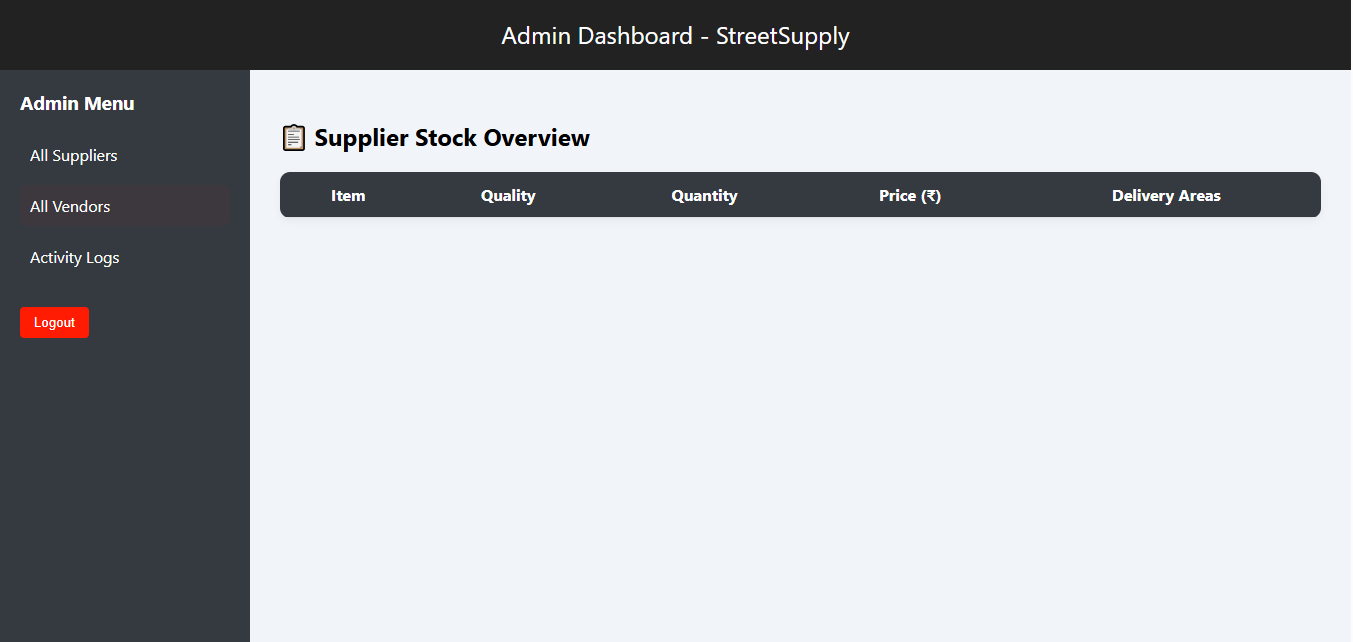 Admin Dashboard - StreetSupply
Admin Menu
All Suppliers
All Vendors
Activity Logs
Logout
📋 Supplier Stock Overview
Item Quality Quantity Price (₹) Delivery Areas